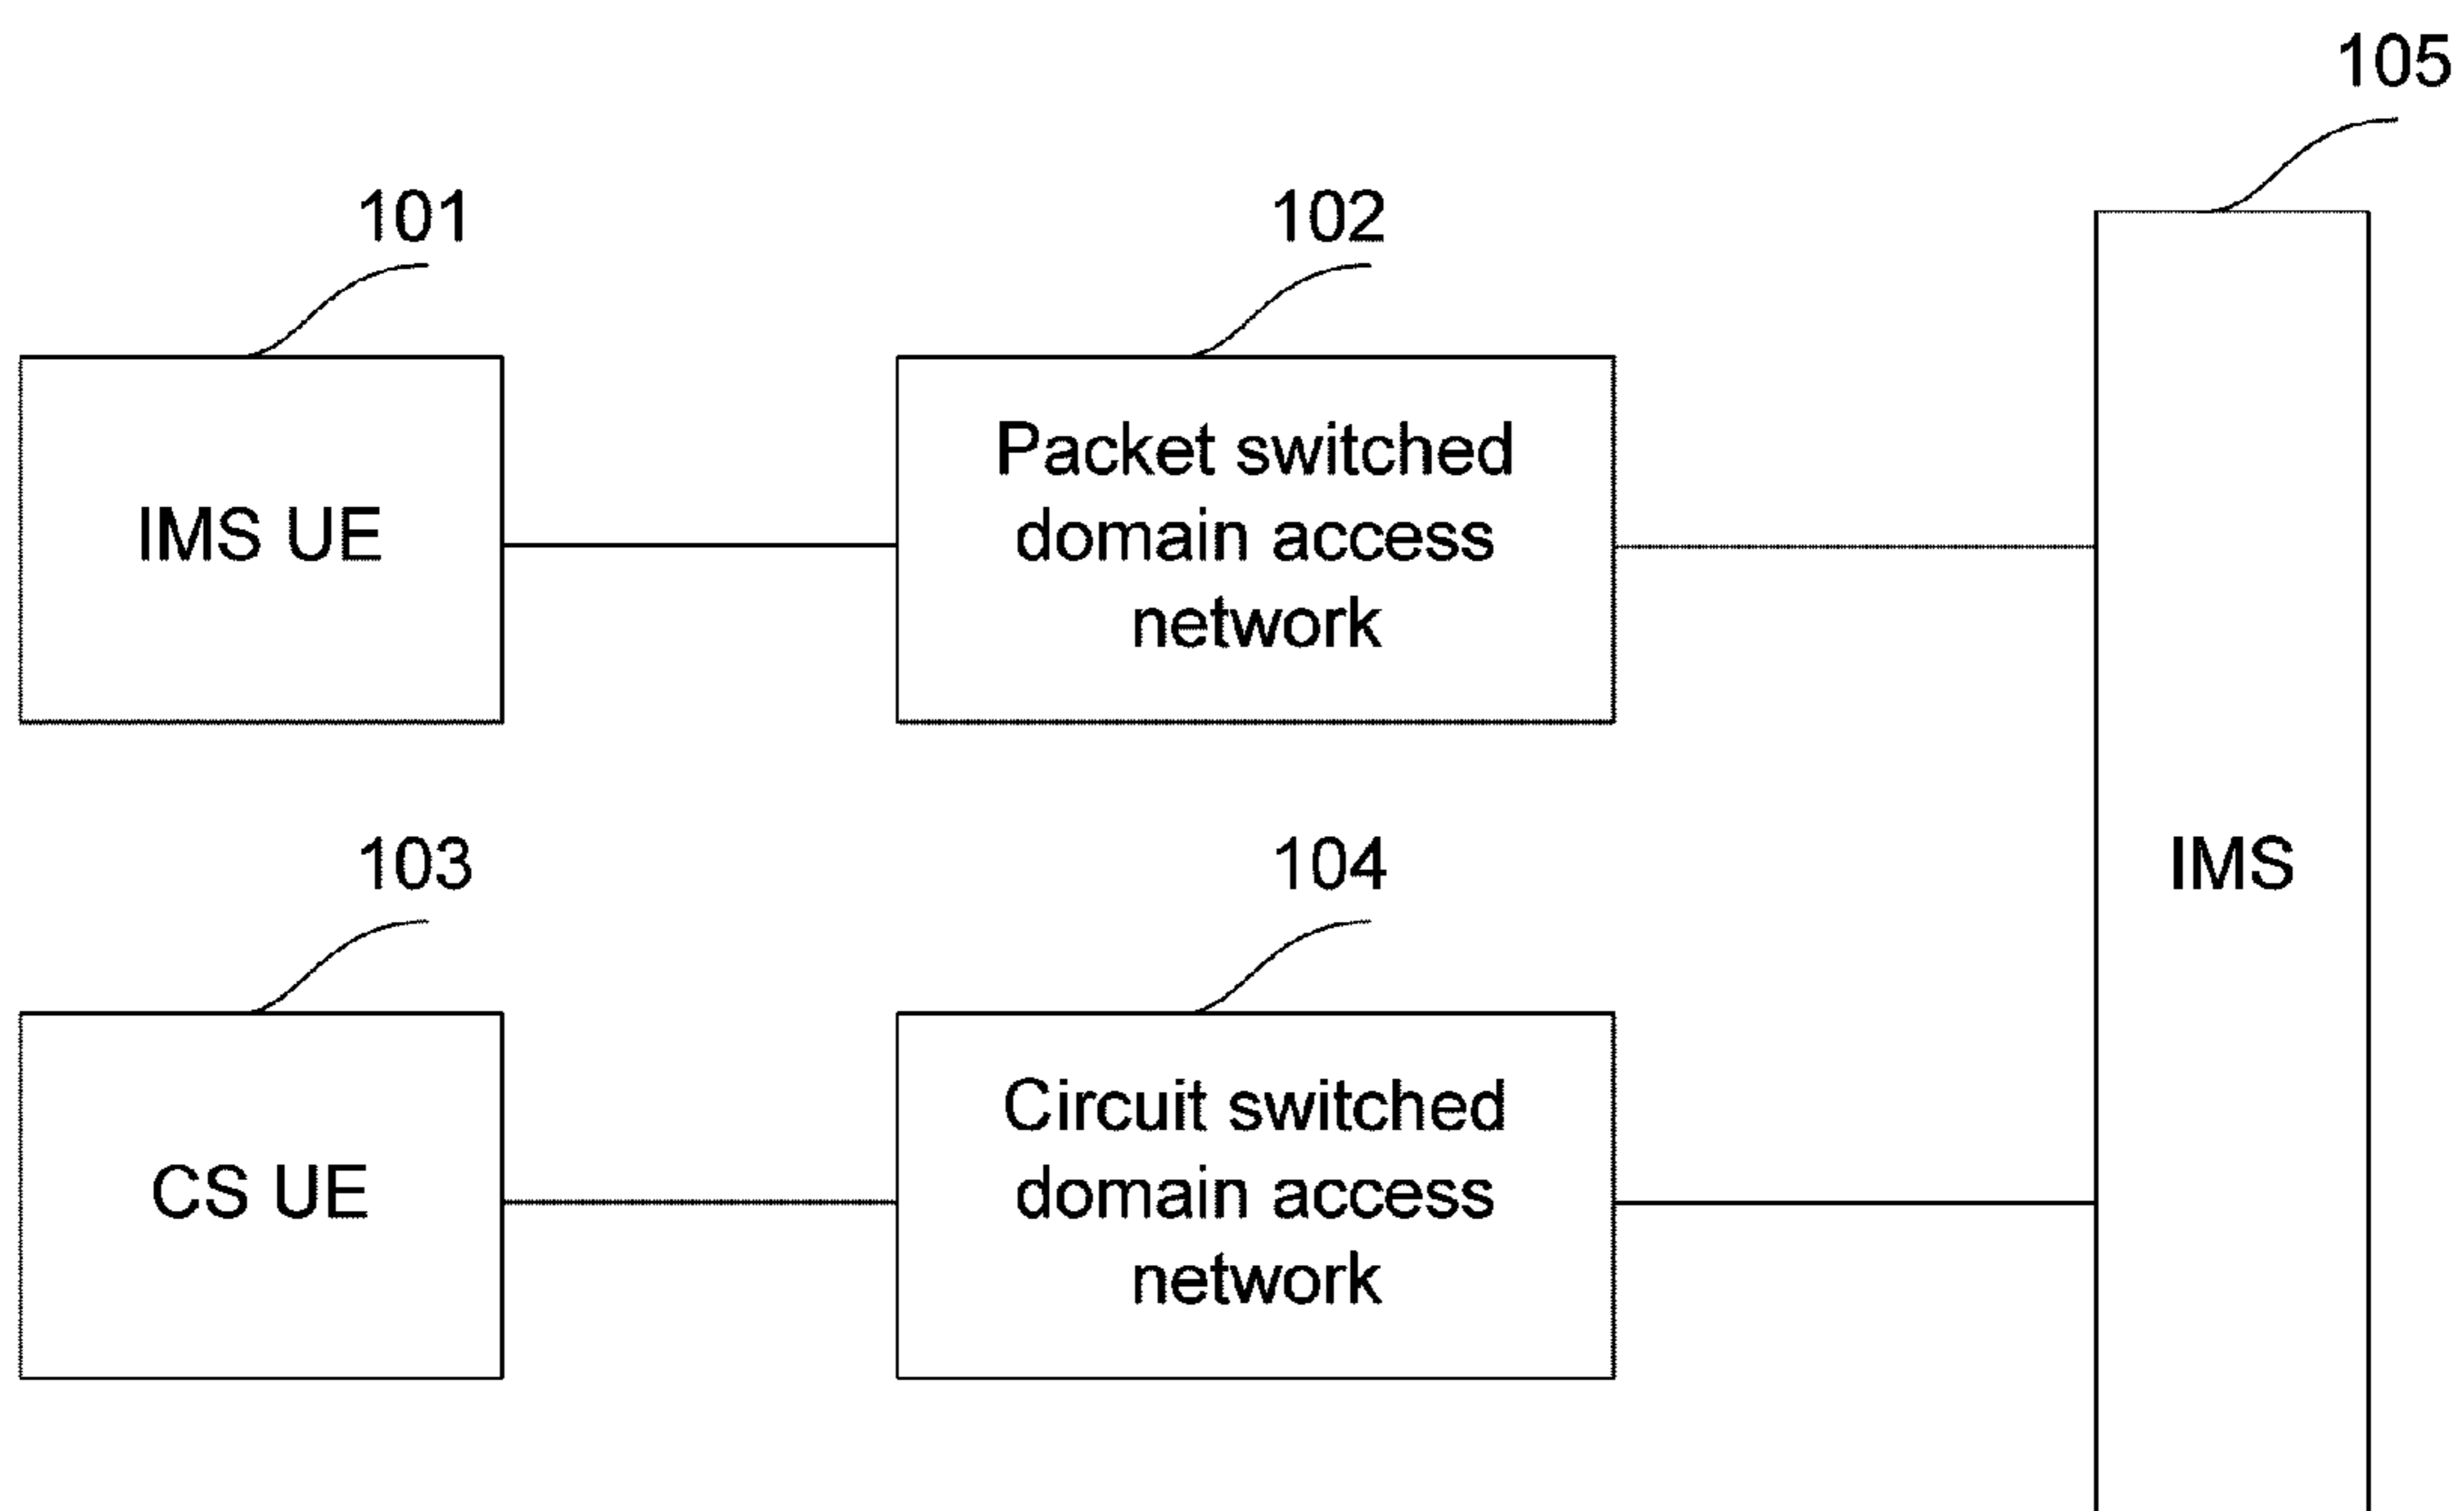 105
101
102
IMS UE
Packet switched
domain access
network
103
104
IMS
CS UE
Circuit switched
domain access
network